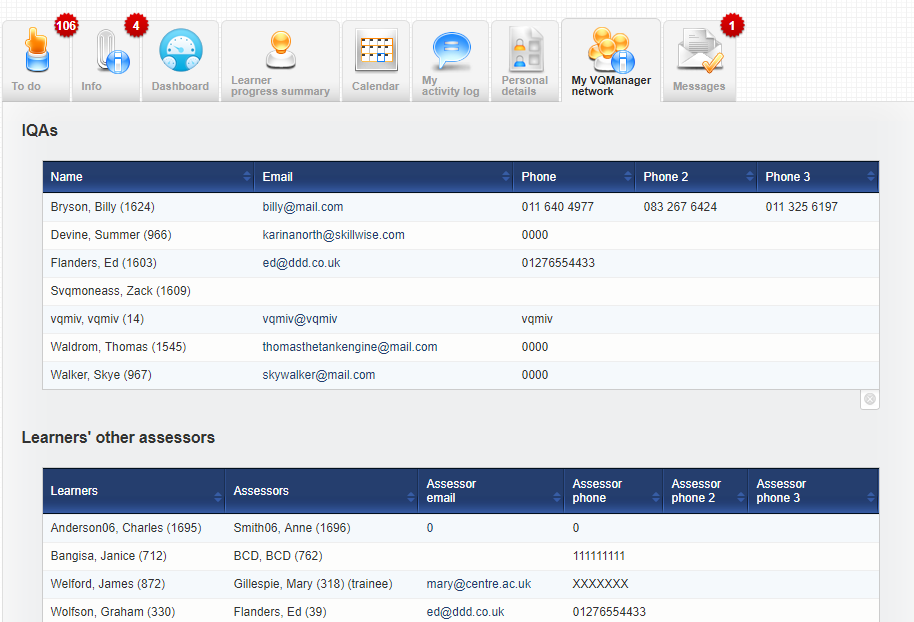 106
4
1
To do
Info
Dashboard
Learner
progress summary
Calendar
My
activity log
Personal
details
My VQManager
network
Messages
IQAs
Name Email Phone Phone 2 Phone 3
Bryson, Billy (1624) billy@mail.com 011 640 4977 083 267 6424 011 325 6197
Devine, Summer (966) karinanorth@skillwise.com 0000
Flanders, Ed (1603) ed@ddd.co.uk 01276554433
Svqmoneass, Zack (1609)
vqmiv, vqmiv (14) vqmiv@vqmiv vqmiv
Waldrom, Thomas (1545) thomasthetankengine@mail.com 0000
Walker, Skye (967) skywalker@mail.com 0000
Learners' other assessors
Learners Assessors Assessor email Assessor phone Assessor phone 2 Assessor phone 3
Anderson06, Charles (1695) Smith06, Anne (1696) 0 0
Bangisa, Janice (712) BCD, BCD (762) 111111111
Welford, James (872) Gillespie, Mary (318) (trainee) mary@centre.ac.uk XXXXXXX
Wolfson, Graham (330) Flanders, Ed (39) ed@ddd.co.uk 01276554433